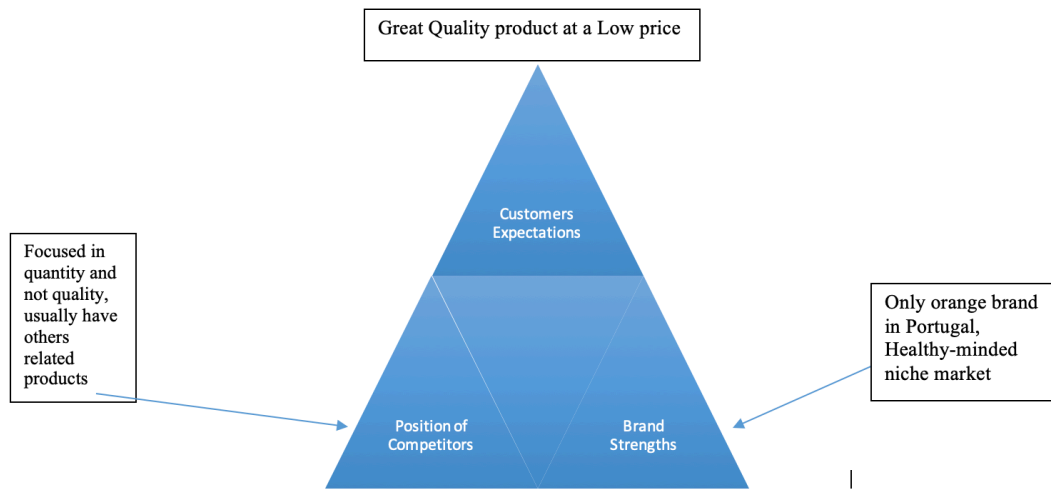 Great Quality product at a Low price
Customers
Expectations
Focused in
quantity and
not quality,
usually have
others
related
products
Only orange brand
in Portugal,
Healthy-minded
niche market
Position of
Competitors
Brand
Strengths